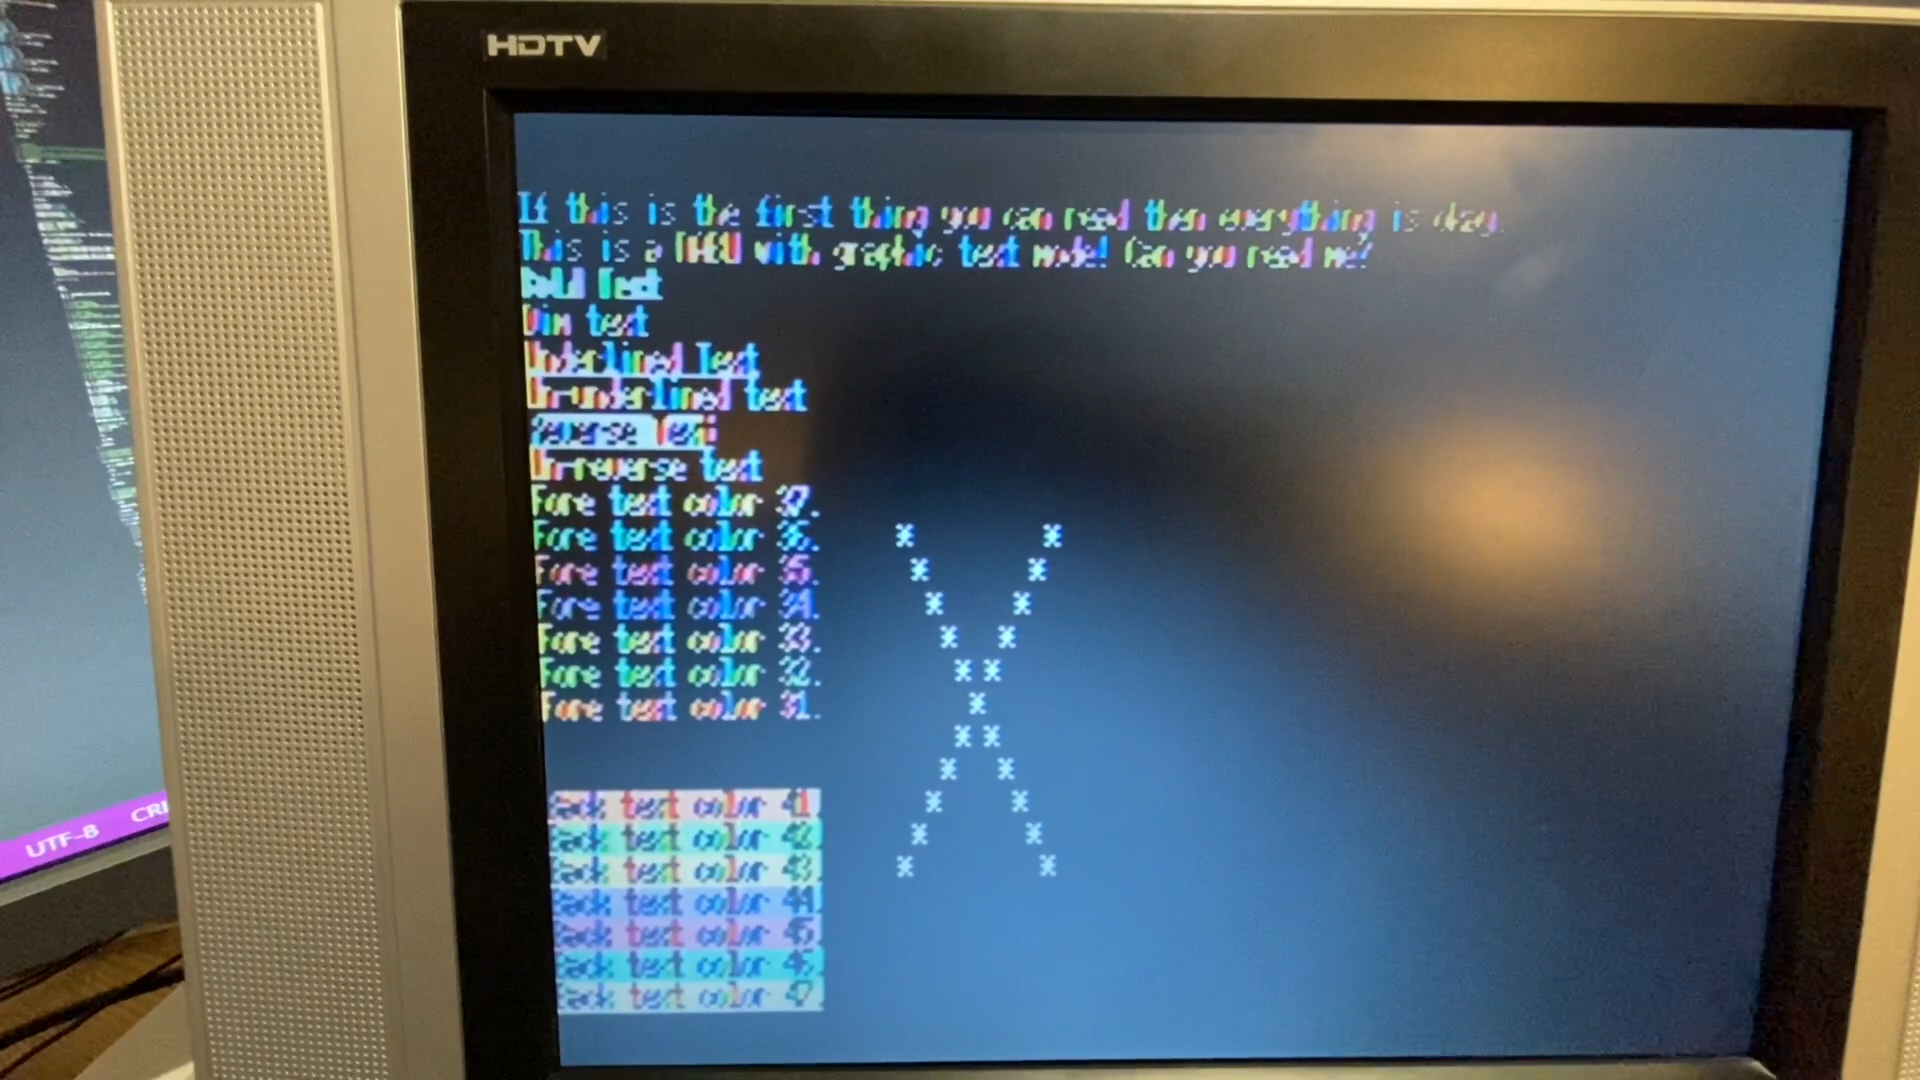 HDTV
If this is the first thing you can read then everything is okay.
This is a with graphic text mode! Can you read me?
Bold Text
Dim text
Underlined Text
Un-underlined text
Reverse Text
Un-reverse text
Fore text color 37.
Fore text color 36.
Fore text color 35.
Fore text color 34.
Fore text color 33.
Fore text color 32.
Fore text color 31.
* *
* *
* *
* *
* *
*
* *
* *
* *
* *
* *
Back text color 41
Back text color 42
Back text color 43
Back text color 44
Back text color 45
Back text color 46
Back text color 47
UTF-8 CRL